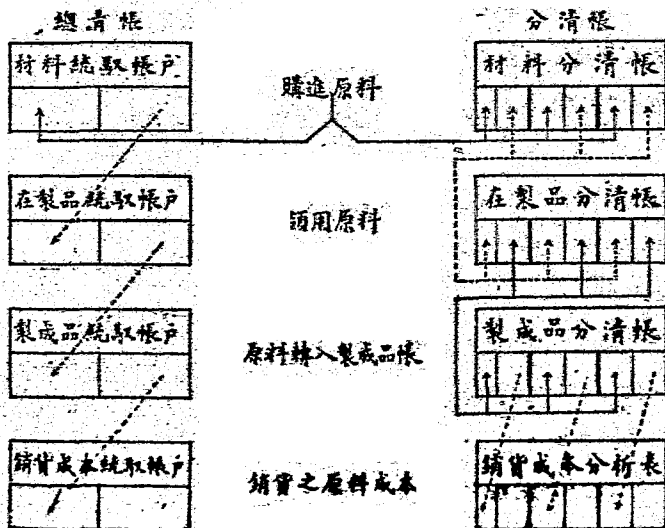 總清帳
分清帳
材料統馭帳戶
購進原料
材料分清帳
在製品統馭帳戶
領用原料
在製品分清帳
製成品統馭帳戶
原料轉入製成品帳
製成品分清帳
銷貨成本統馭帳戶
銷貨之原料成本
銷貨成本分析表